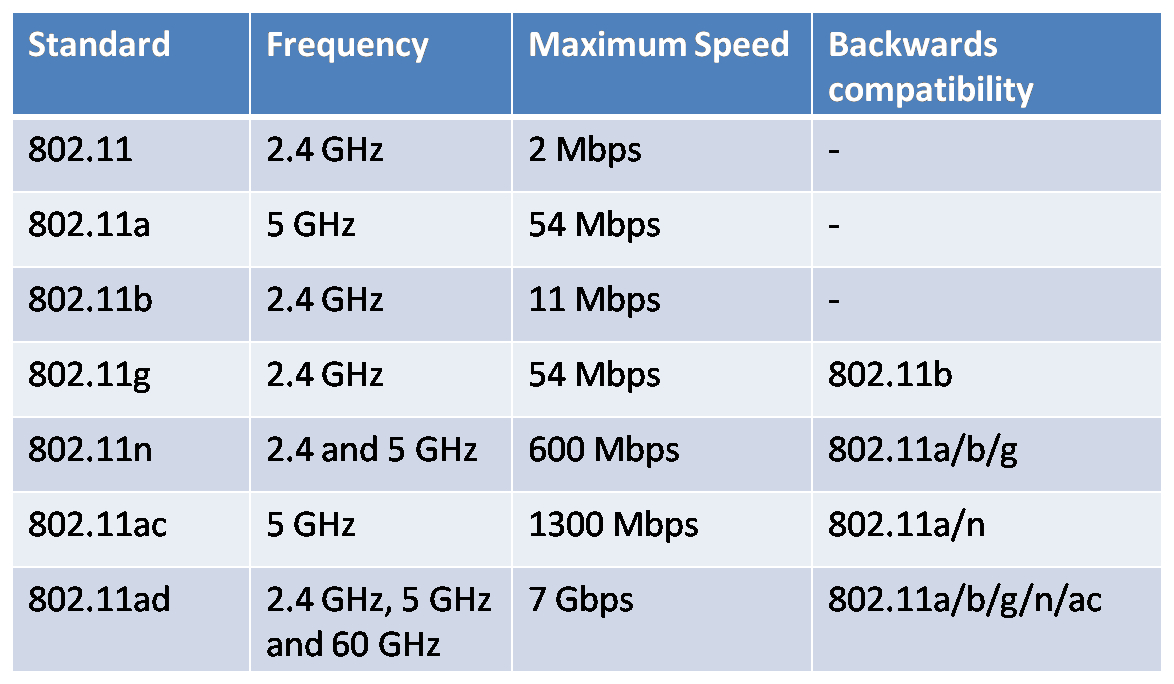 Standard Frequency Maximum Speed Backwards
compatibility
802.11 2.4 GHz 2 Mbps -
802.11a 5 GHz 54 Mbps -
802.11b 2.4 GHz 11 Mbps -
802.11g 2.4 GHz 54 Mbps 802.11b
802.11n 2.4 and 5 GHz 600 Mbps 802.11a/b/g
802.11ac 5 GHz 1300 Mbps 802.11a/n
802.11ad 2.4 GHz, 5 GHz 7 Gbps 802.11a/b/g/n/ac
and 60 GHz